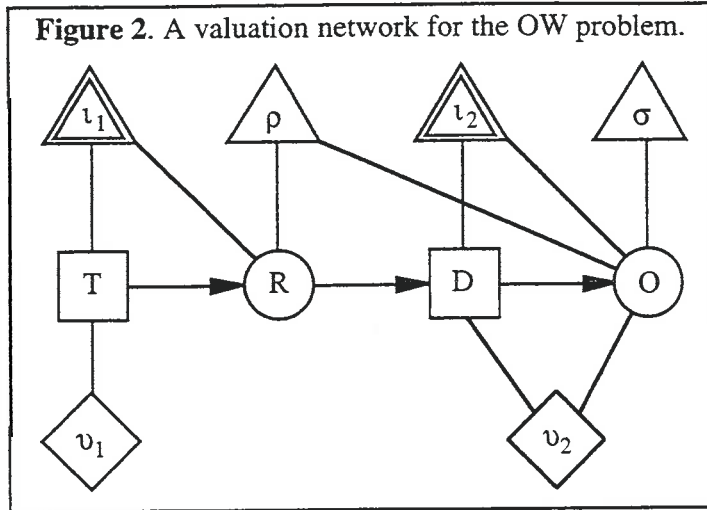 Figure 2. A valuation network for the OW problem.
ι₁ ρ ι₂ σ
T R D O
υ₁ υ₂